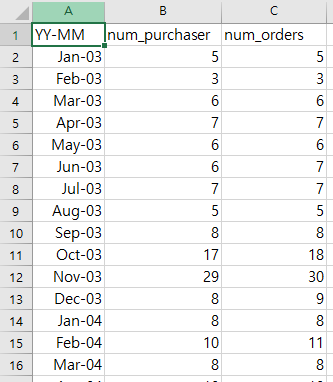 A B C
1 YY-MM num_purchaser num_orders
2 Jan-03 5 5
3 Feb-03 3 3
4 Mar-03 6 6
5 Apr-03 7 7
6 May-03 6 6
7 Jun-03 6 7
8 Jul-03 7 7
9 Aug-03 5 5
10 Sep-03 8 8
11 Oct-03 17 18
12 Nov-03 29 30
13 Dec-03 8 9
14 Jan-04 8 8
15 Feb-04 10 11
16 Mar-04 8 8